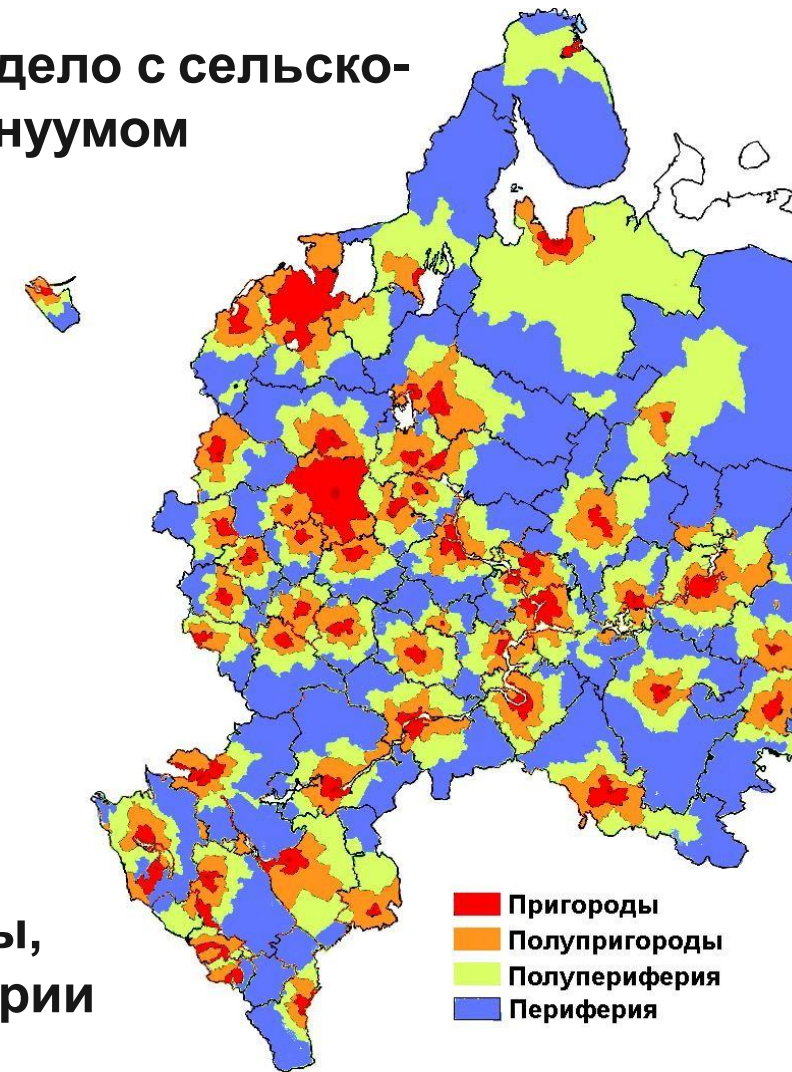 дело с сельско-
нуумом
ы,
рии
Пригороды
Полупригороды
Полупериферия
Периферия